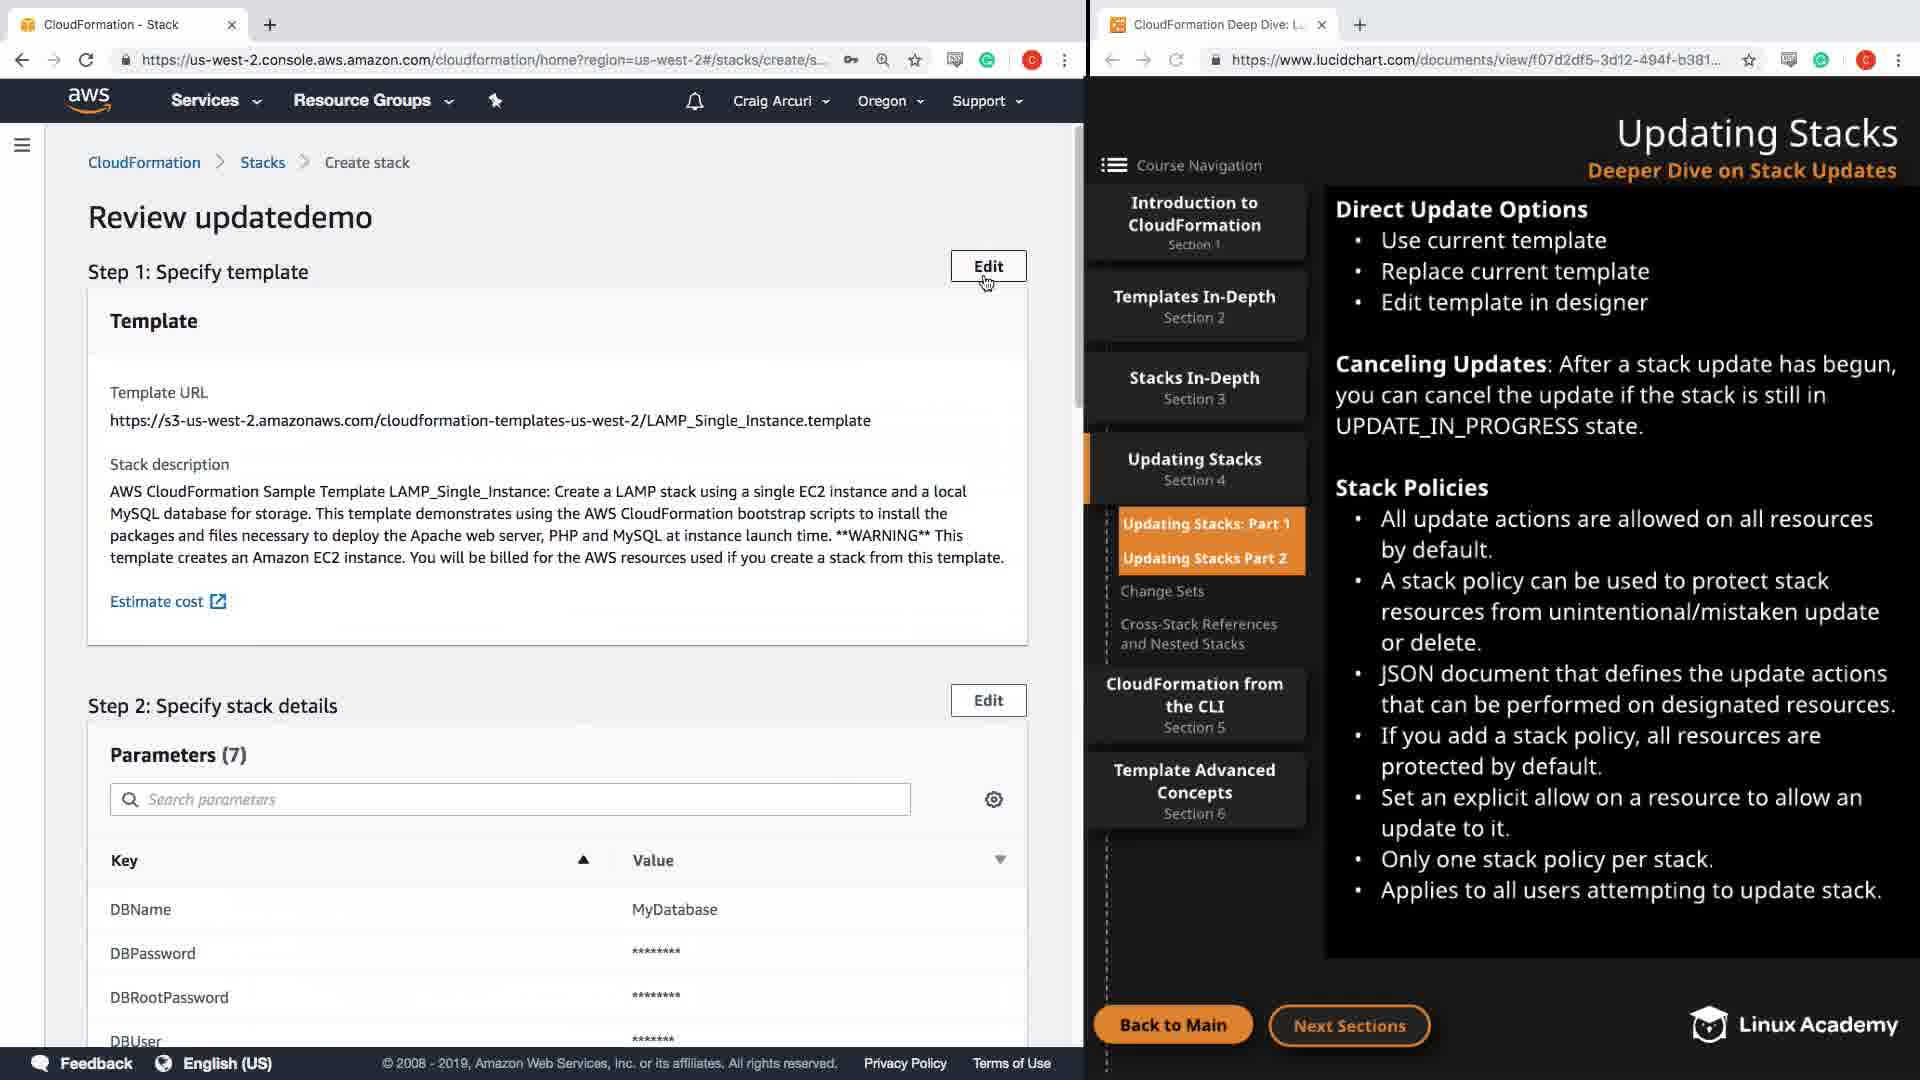 CloudFormation - Stack
https://us-west-2.console.aws.amazon.com/cloudformation/home?region=us-west-2#/stacks/create/s...
C
aws
Services
Resource Groups
Craig Arcuri
Oregon
Support
CloudFormation
Stacks
Create stack
Review updatedemo
Step 1: Specify template
Edit
Template
Template URL
https://s3-us-west-2.amazonaws.com/cloudformation-templates-us-west-2/LAMP_Single_Instance.template
Stack description
AWS CloudFormation Sample Template LAMP_Single_Instance: Create a LAMP stack using a single EC2 instance and a local
MySQL database for storage. This template demonstrates using the AWS CloudFormation bootstrap scripts to install the
packages and files necessary to deploy the Apache web server, PHP and MySQL at instance launch time. **WARNING** This
template creates an Amazon EC2 instance. You will be billed for the AWS resources used if you create a stack from this template.
Estimate cost
Step 2: Specify stack details
Edit
Parameters (7)
Search parameters
Key
Value
DBName
MyDatabase
DBPassword
********
DBRootPassword
********
DBUser
*******
Feedback
English (US)
© 2008 - 2019, Amazon Web Services, Inc. or its affiliates. All rights reserved.
Privacy Policy
Terms of Use
CloudFormation Deep Dive: L...
https://www.lucidchart.com/documents/view/f07d2df5-3d12-494f-b381...
C
Updating Stacks
Deeper Dive on Stack Updates
Course Navigation
Introduction to
CloudFormation
Section 1
Templates In-Depth
Section 2
Stacks In-Depth
Section 3
Updating Stacks
Section 4
Updating Stacks: Part 1
Updating Stacks Part 2
Change Sets
Cross-Stack References
and Nested Stacks
CloudFormation from
the CLI
Section 5
Template Advanced
Concepts
Section 6
Direct Update Options
• Use current template
• Replace current template
• Edit template in designer
Canceling Updates: After a stack update has begun,
you can cancel the update if the stack is still in
UPDATE_IN_PROGRESS state.
Stack Policies
• All update actions are allowed on all resources
by default.
• A stack policy can be used to protect stack
resources from unintentional/mistaken update
or delete.
• JSON document that defines the update actions
that can be performed on designated resources.
• If you add a stack policy, all resources are
protected by default.
• Set an explicit allow on a resource to allow an
update to it.
• Only one stack policy per stack.
• Applies to all users attempting to update stack.
Back to Main
Next Sections
Linux Academy